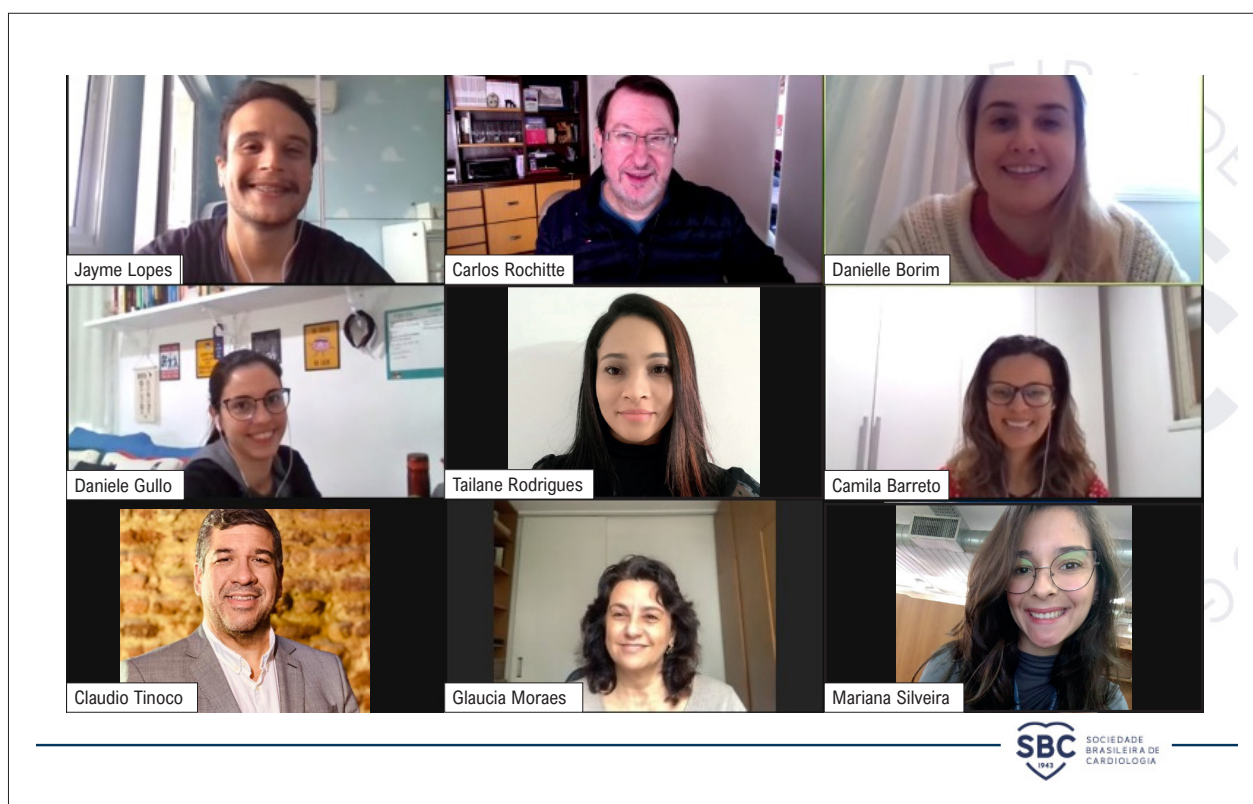 Jayme Lopes
Carlos Rochitte
Danielle Borim
Daniele Gullo
Tailane Rodrigues
Camila Barreto
Claudio Tinoco
Glaucia Moraes
Mariana Silveira
SBC
1943
SOCIEDADE
BRASILEIRA DE
CARDIOLOGIA